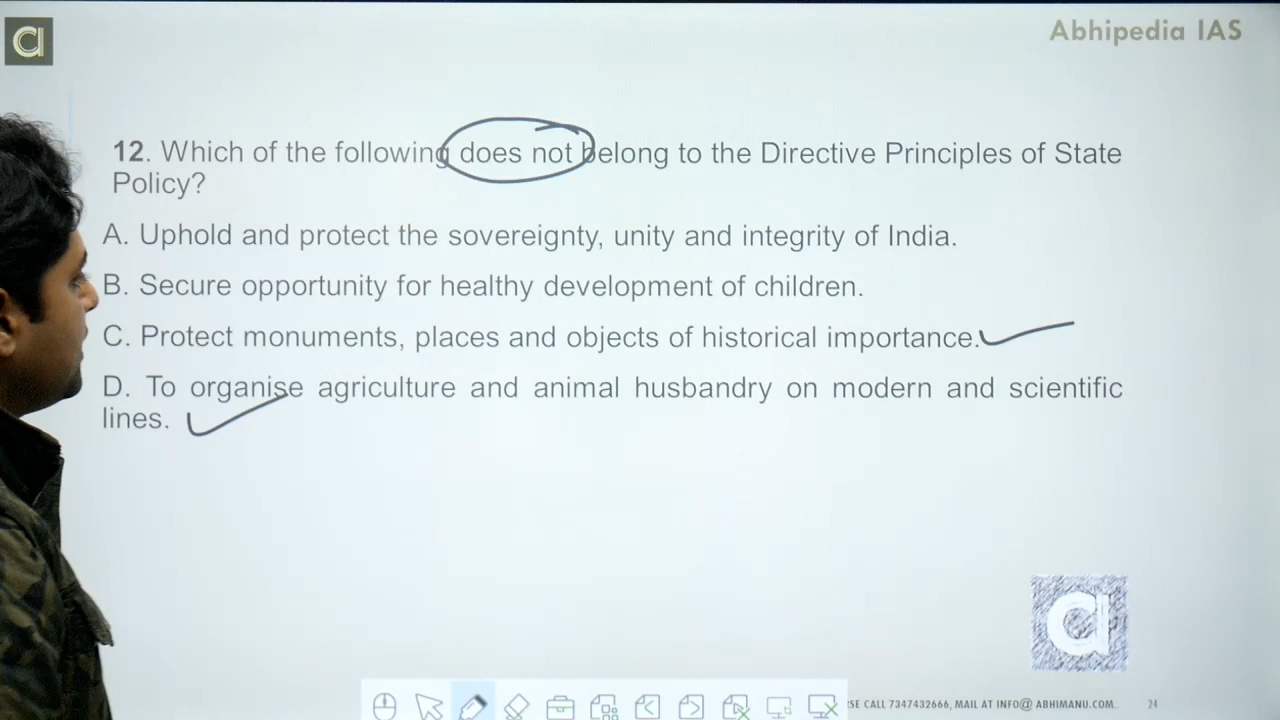 Abhipedia IAS
12. Which of the following does not belong to the Directive Principles of State
Policy?
A. Uphold and protect the sovereignty, unity and integrity of India.
B. Secure opportunity for healthy development of children.
C. Protect monuments, places and objects of historical importance.
D. To organise agriculture and animal husbandry on modern and scientific
lines.
CALL 7347432666, MAIL AT INFO@ ABHIMANU.COM. 24